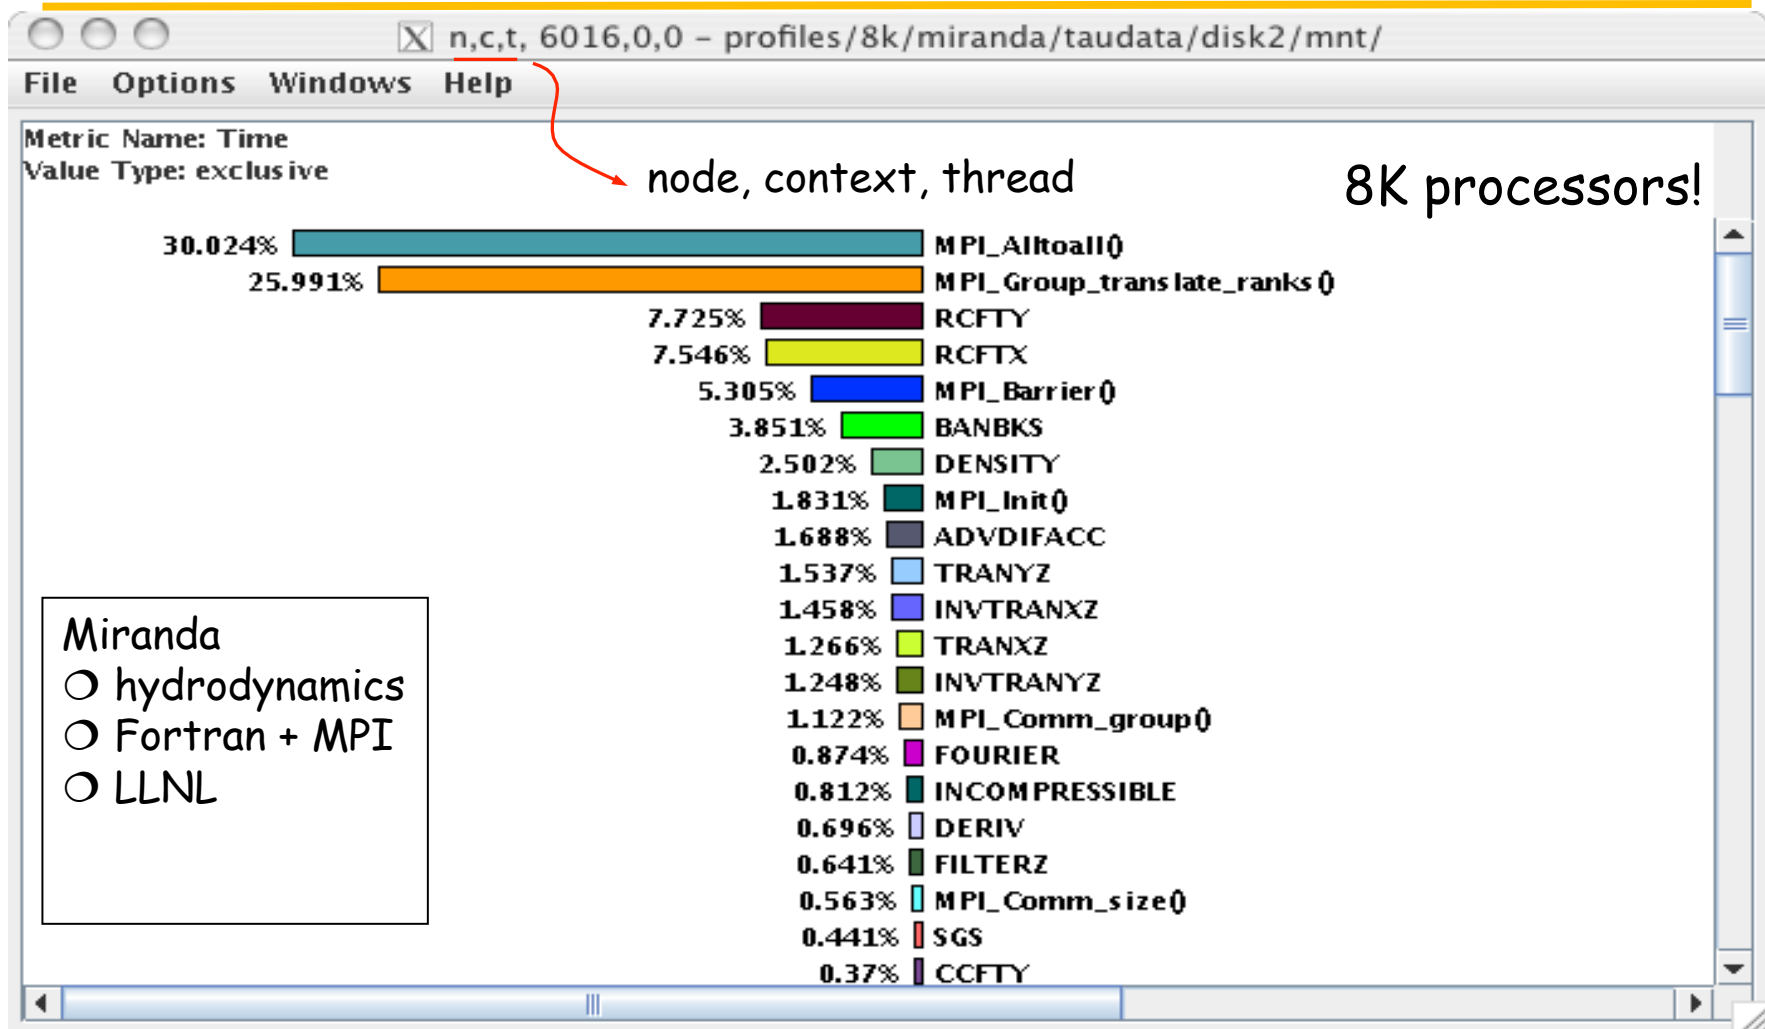 n,c,t, 6016,0,0 – profiles/8k/miranda/taudata/disk2/mnt/
File Options Windows Help
Metric Name: Time
Value Type: exclusive
node, context, thread
8K processors!
30.024% MPI_Alltoall()
25.991% MPI_Group_translate_ranks()
7.725% RCFTY
7.546% RCFTX
5.305% MPI_Barrier()
3.851% BANBKS
2.502% DENSITY
1.831% MPI_Init()
1.688% ADVDIFACC
1.537% TRANYZ
1.458% INVTRANXZ
1.266% TRANXZ
1.248% INVTRANYZ
1.122% MPI_Comm_group()
0.874% FOURIER
0.812% INCOMPRESSIBLE
0.696% DERIV
0.641% FILTERZ
0.563% MPI_Comm_size()
0.441% SGS
0.37% CCFTY
Miranda
hydrodynamics
Fortran + MPI
LLNL